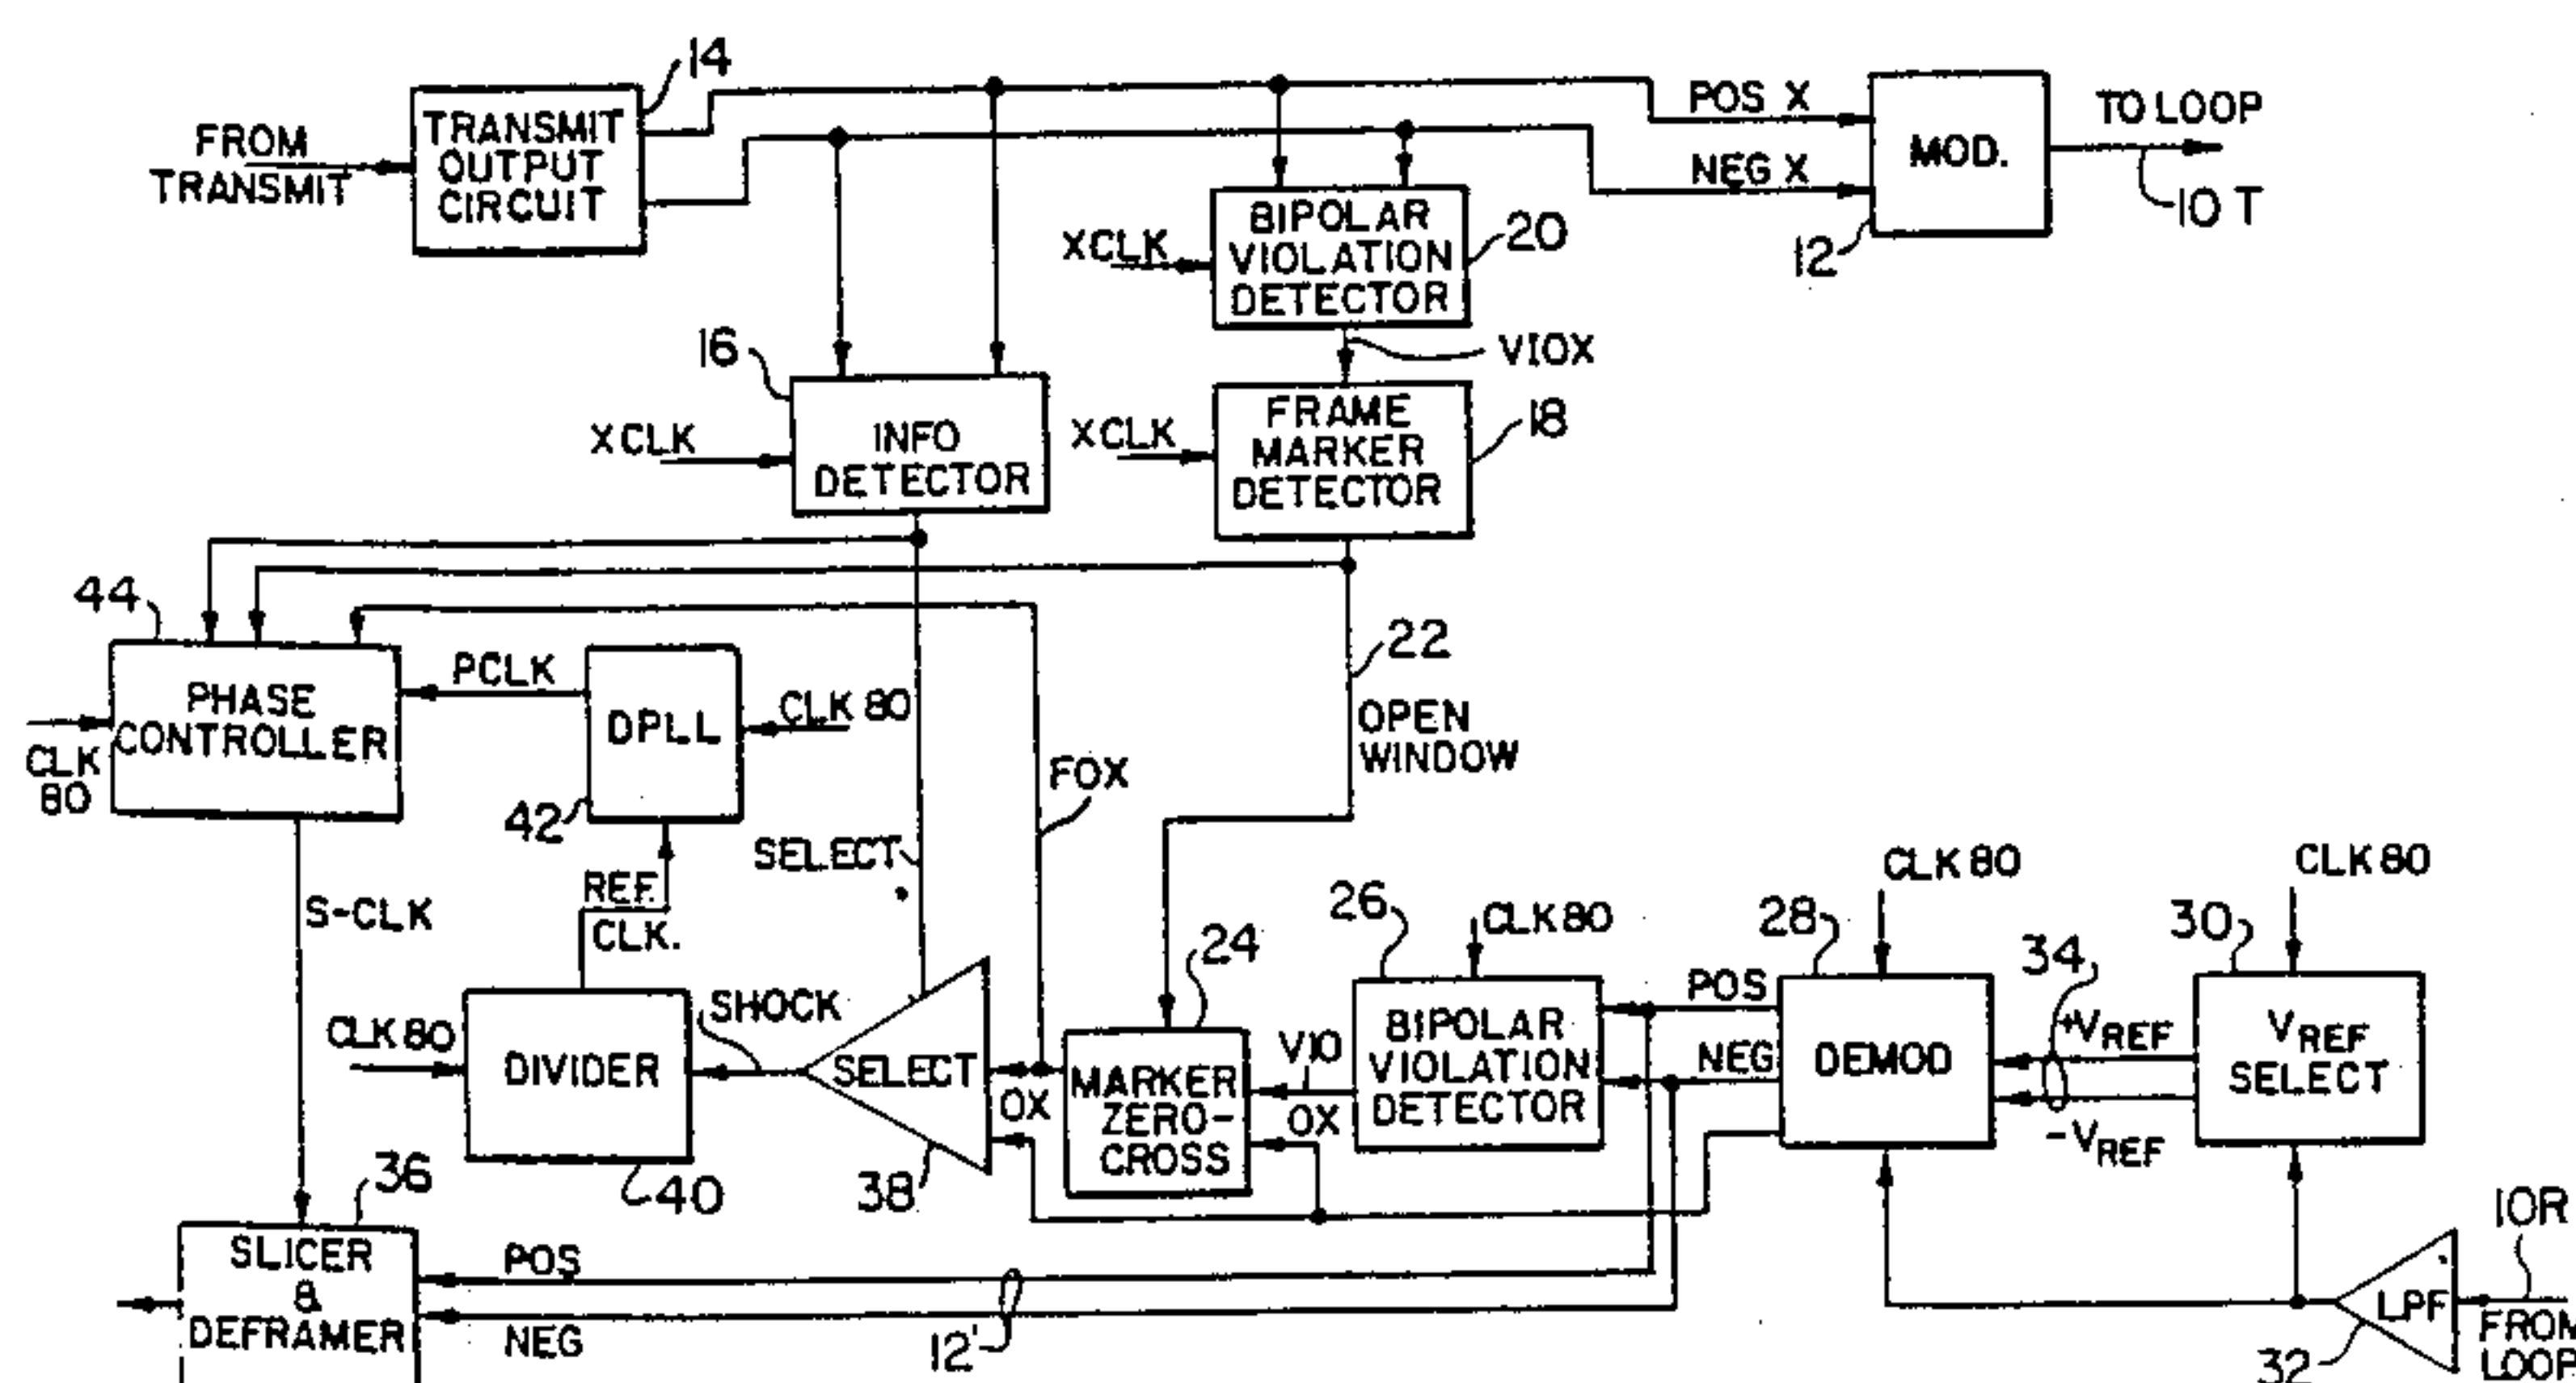 14
FROM
TRANSMIT
TRANSMIT
OUTPUT
CIRCUIT
POS X
NEG X
MOD.
TO LOOP
10 T
12
XCLK
BIPOLAR
VIOLATION
DETECTOR
20
VIOX
16
XCLK
INFO
DETECTOR
XCLK
FRAME
MARKER
DETECTOR
18
44
PHASE
CONTROLLER
CLK
80
PCLK
DPLL
42
CLK 80
22
OPEN
WINDOW
FOX
SELECT
S-CLK
REF.
CLK.
CLK 80
DIVIDER
40
SHOCK
SELECT
38
OX
24
MARKER
ZERO-
CROSS
VIO
OX
26
CLK80
BIPOLAR
VIOLATION
DETECTOR
POS
NEG
28
CLK 80
DEMOD
34
+VREF
-VREF
30
CLK 80
VREF
SELECT
36
SLICER
&
DEFRAMER
POS
NEG
12'
LPF
32
10R
FROM
LOOP